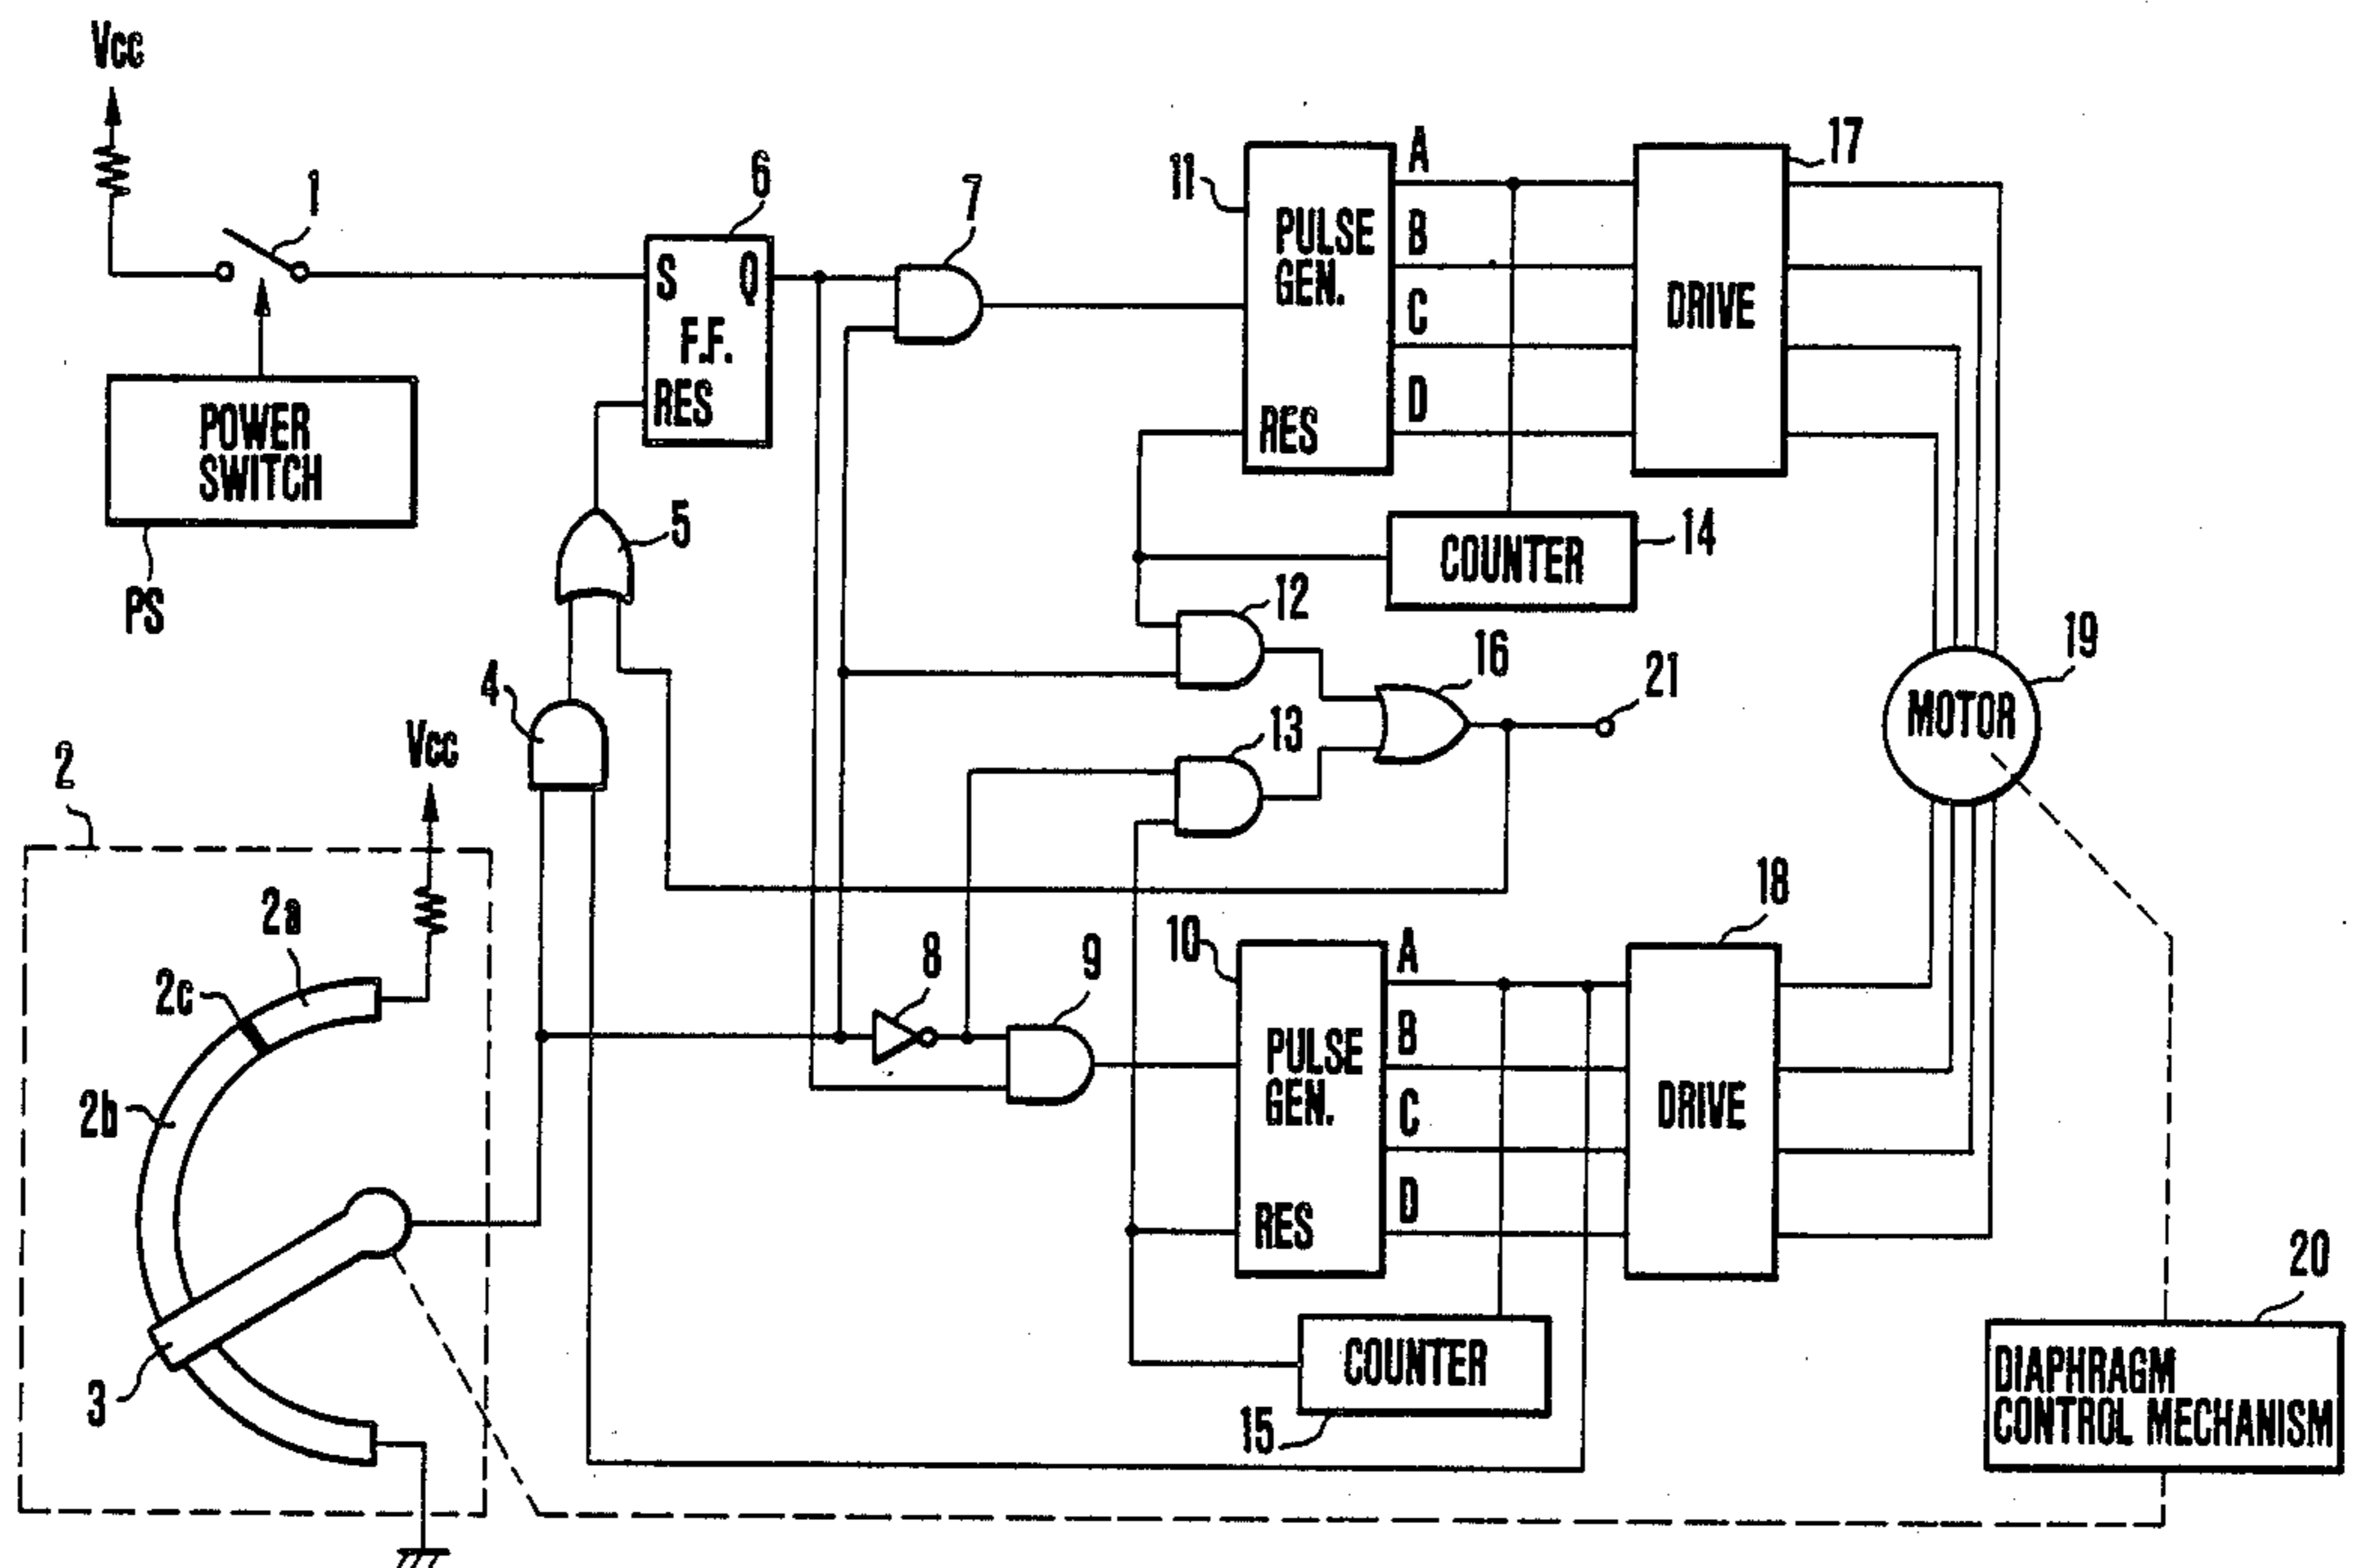 Vcc
1
6
7
11
A
17
S Q
F.F.
RES
PULSE
GEN.
RES
B
C
D
DRIVE
POWER
SWITCH
PS
5
COUNTER
14
12
16
21
19
MOTOR
4
13
2
Vcc
2a
2c
2b
3
8
9
10
A
18
PULSE
GEN.
RES
B
C
D
DRIVE
COUNTER
15
20
DIAPHRAGM
CONTROL MECHANISM